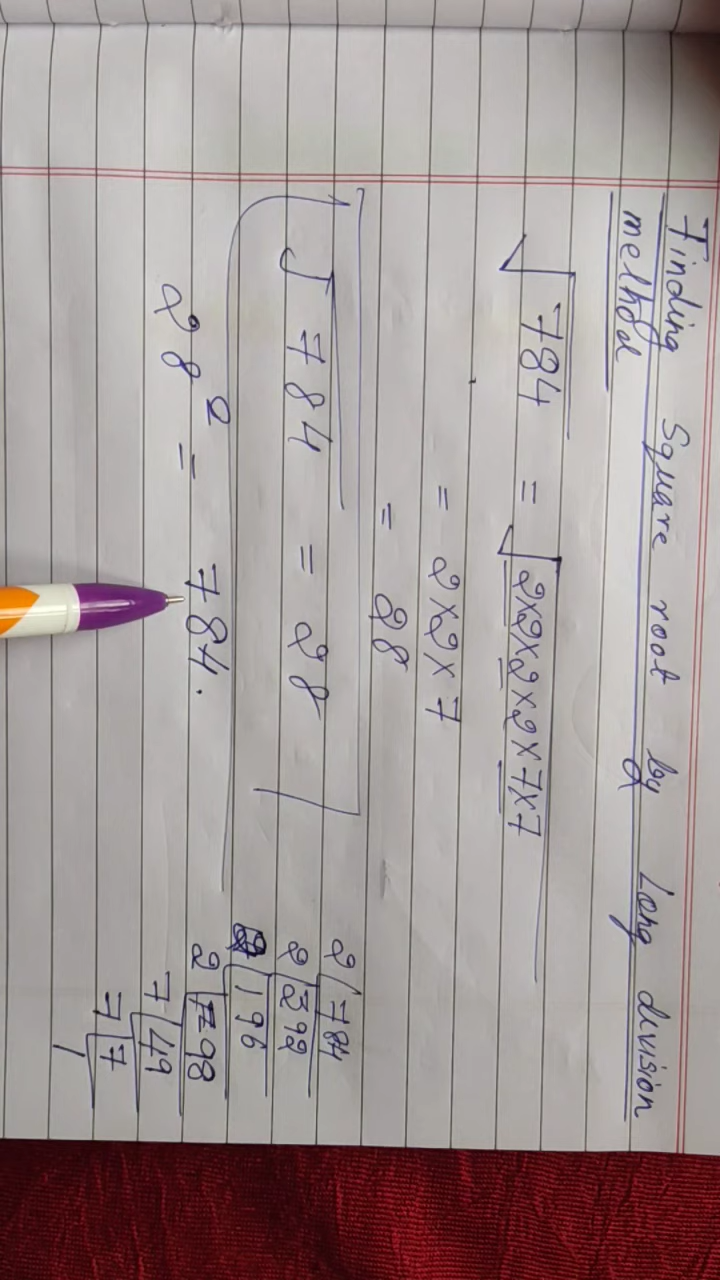 Finding Square root by Long division
method
√784 = √2×2×2×2×7×7
= 2×2×7
= 28
√784 = 28
28² = 784.
2 784
2 392
2 196
2 98
7 49
7 7
1